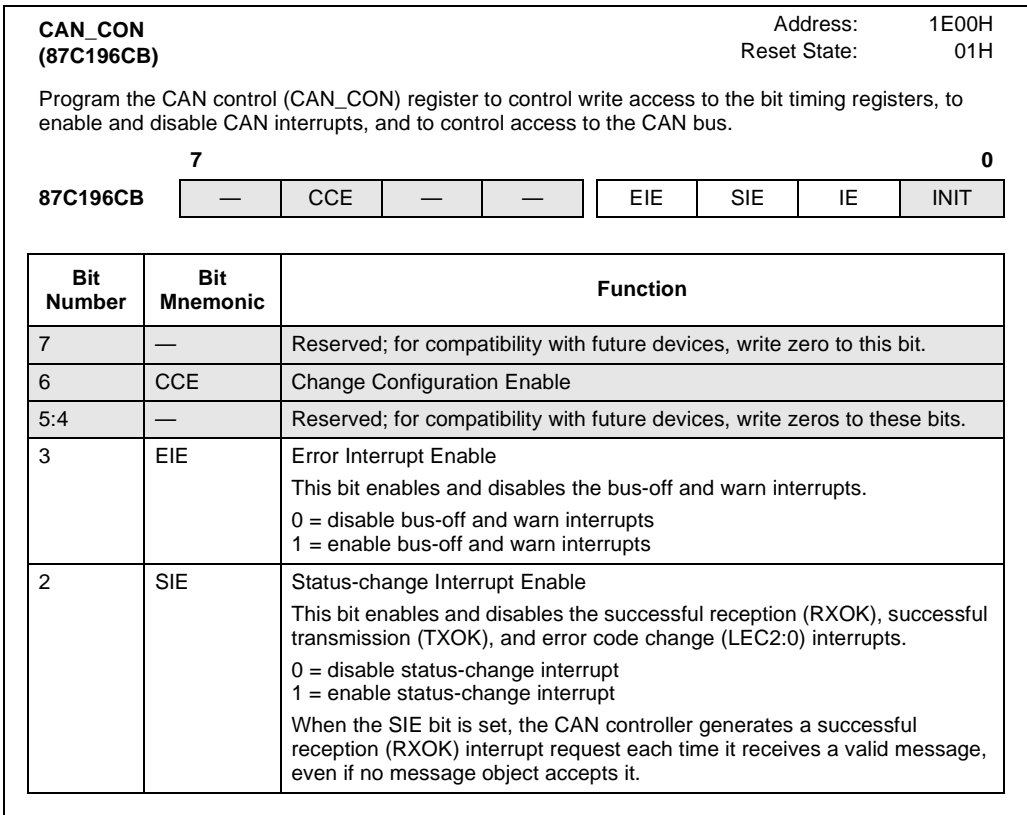 CAN_CON
(87C196CB)
Address: 1E00H
Reset State: 01H
Program the CAN control (CAN_CON) register to control write access to the bit timing registers, to
enable and disable CAN interrupts, and to control access to the CAN bus.
7 0
87C196CB — CCE — — EIE SIE IE INIT
Bit Number Bit Mnemonic Function
7 — Reserved; for compatibility with future devices, write zero to this bit.
6 CCE Change Configuration Enable
5:4 — Reserved; for compatibility with future devices, write zeros to these bits.
3 EIE Error Interrupt Enable
This bit enables and disables the bus-off and warn interrupts.
0 = disable bus-off and warn interrupts
1 = enable bus-off and warn interrupts
2 SIE Status-change Interrupt Enable
This bit enables and disables the successful reception (RXOK), successful
transmission (TXOK), and error code change (LEC2:0) interrupts.
0 = disable status-change interrupt
1 = enable status-change interrupt
When the SIE bit is set, the CAN controller generates a successful
reception (RXOK) interrupt request each time it receives a valid message,
even if no message object accepts it.